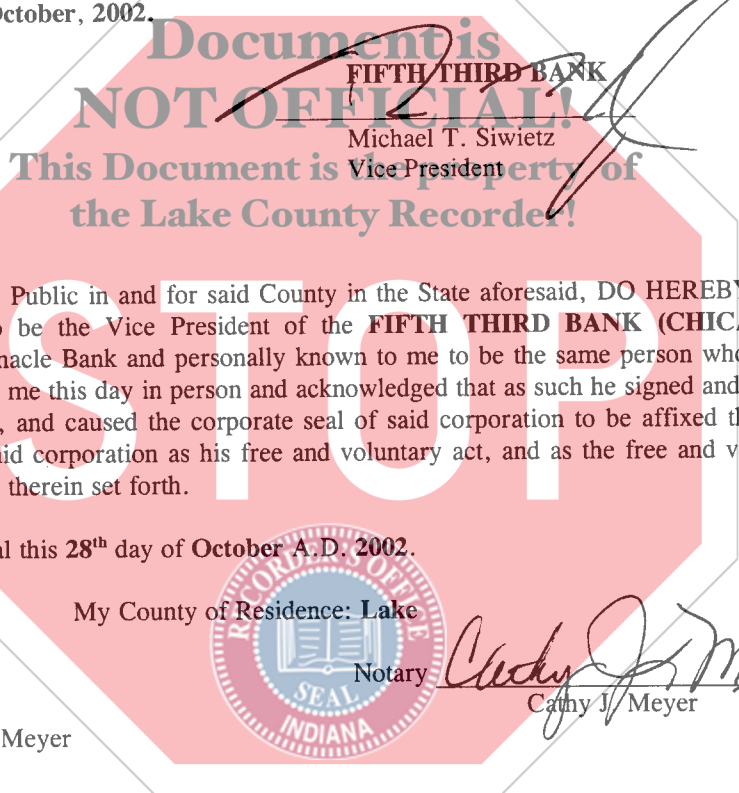 October, 2002.
Document is
FIFTH THIRD BANK
NOT OFFICIAL!
Michael T. Siwietz
This Document is the property of
Vice President
the Lake County Recorder!
STOP
Public in and for said County in the State aforesaid, DO HEREBY
be the Vice President of the FIFTH THIRD BANK (CHICA
nacle Bank and personally known to me to be the same person who
me this day in person and acknowledged that as such he signed and
, and caused the corporate seal of said corporation to be affixed th
id corporation as his free and voluntary act, and as the free and v
therein set forth.
al this 28th day of October A.D. 2002.
RECORDER'S OFFICE
My County of Residence: Lake
Notary Cathy J. M
SEAL
Cathy J. Meyer
INDIANA
Meyer